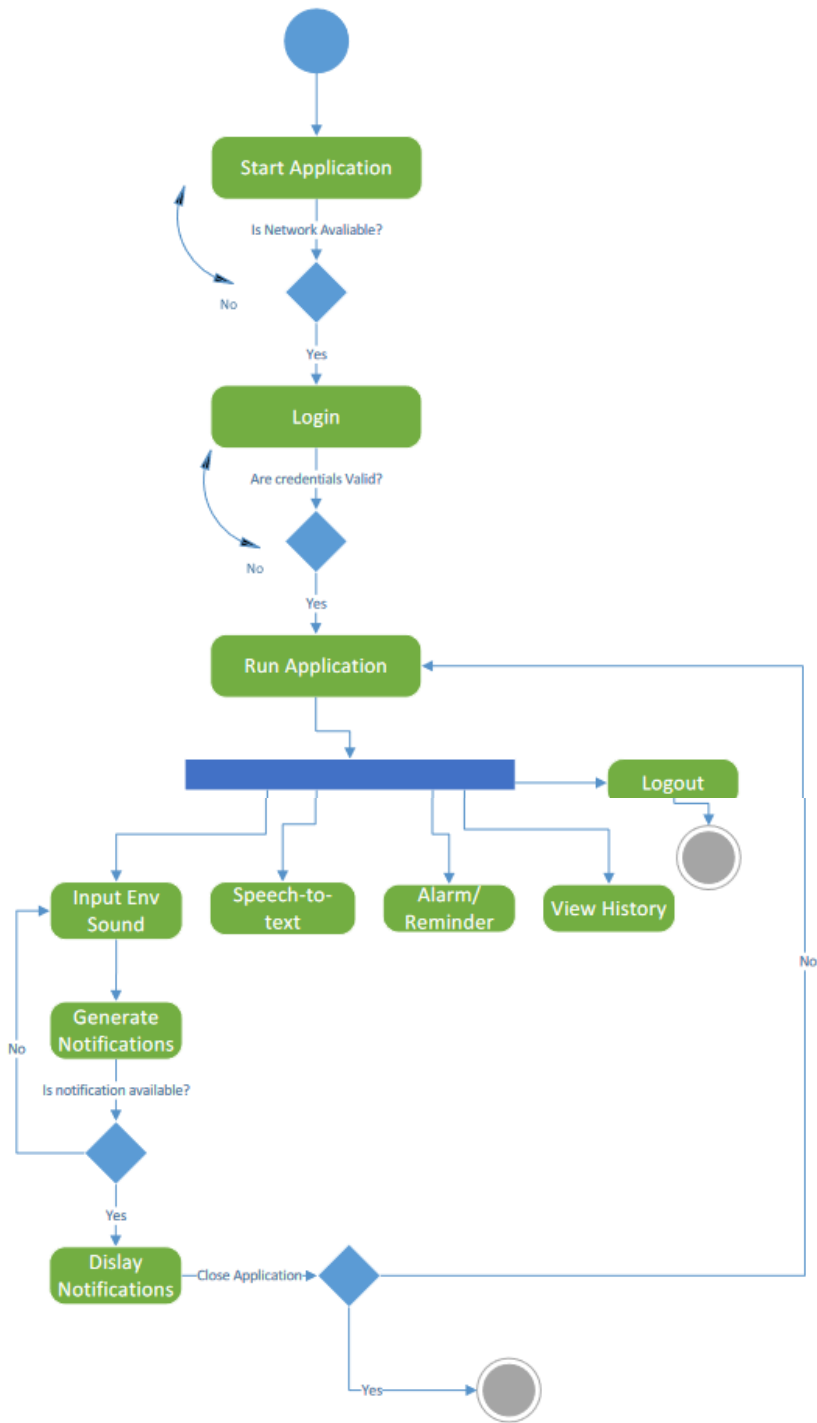 Start Application
Is Network Avaliable?
No
Yes
Login
Are credentials Valid?
No
Yes
Run Application
Logout
Input Env
Sound
Speech-to-
text
Alarm/
Reminder
View History
No
Generate
Notifications
No
Is notification available?
Yes
Dislay
Notifications
Close Application
Yes